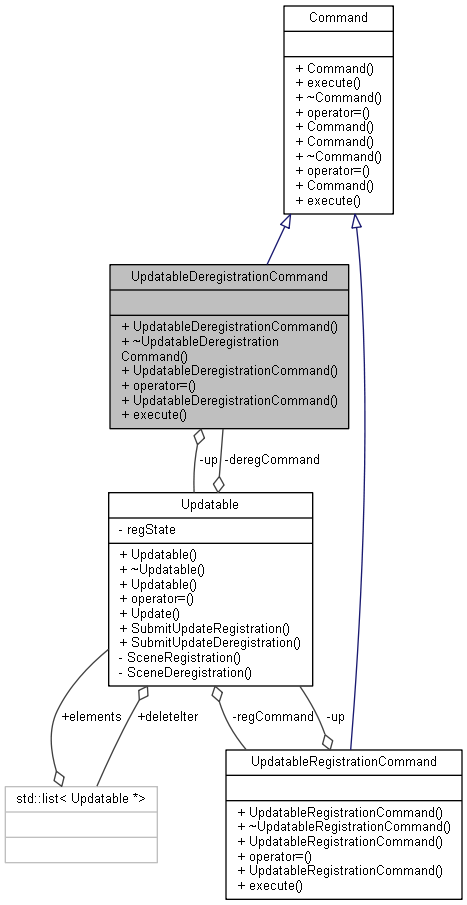 Command
+ Command()
+ execute()
+ ~Command()
+ operator=()
+ Command()
+ Command()
+ ~Command()
+ operator=()
+ Command()
+ execute()
UpdatableDeregistrationCommand
+ UpdatableDeregistrationCommand()
+ ~UpdatableDeregistration
Command()
+ UpdatableDeregistrationCommand()
+ operator=()
+ UpdatableDeregistrationCommand()
+ execute()
-up
-deregCommand
Updatable
- regState
+ Updatable()
+ ~Updatable()
+ Updatable()
+ operator=()
+ Update()
+ SubmitUpdateRegistration()
+ SubmitUpdateDeregistration()
- SceneRegistration()
- SceneDeregistration()
+elements
+deleteIter
-regCommand
-up
std::list< Updatable *>
UpdatableRegistrationCommand
+ UpdatableRegistrationCommand()
+ ~UpdatableRegistrationCommand()
+ UpdatableRegistrationCommand()
+ operator=()
+ UpdatableRegistrationCommand()
+ execute()